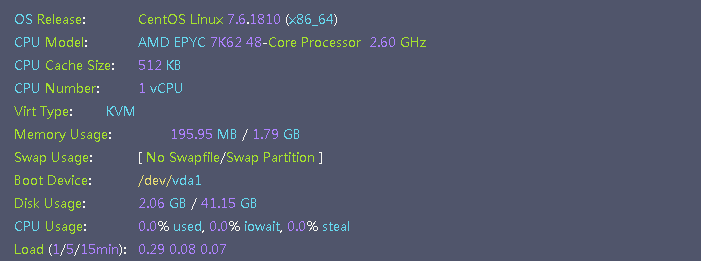 OS Release: CentOS Linux 7.6.1810 (x86_64)
CPU Model: AMD EPYC 7K62 48-Core Processor 2.60 GHz
CPU Cache Size: 512 KB
CPU Number: 1 vCPU
Virt Type: KVM
Memory Usage: 195.95 MB / 1.79 GB
Swap Usage: [ No Swapfile/Swap Partition ]
Boot Device: /dev/vda1
Disk Usage: 2.06 GB / 41.15 GB
CPU Usage: 0.0% used, 0.0% iowait, 0.0% steal
Load (1/5/15min): 0.29 0.08 0.07